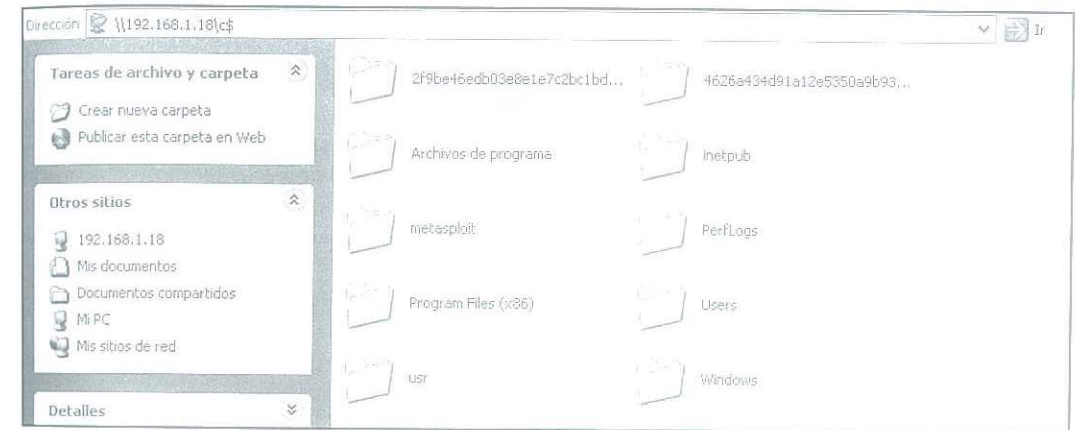 Dirección \\192.168.1.18\c$ Ir
Tareas de archivo y carpeta
Crear nueva carpeta
Publicar esta carpeta en Web
Otros sitios
192.168.1.18
Mis documentos
Documentos compartidos
Mi PC
Mis sitios de red
Detalles
2f9be46edb03e8e1e7c2bc1bd... 4626a434d91a12e5350a9b93...
Archivos de programa Inetpub
metasploit PerfLogs
Program Files (x86) Users
usr Windows